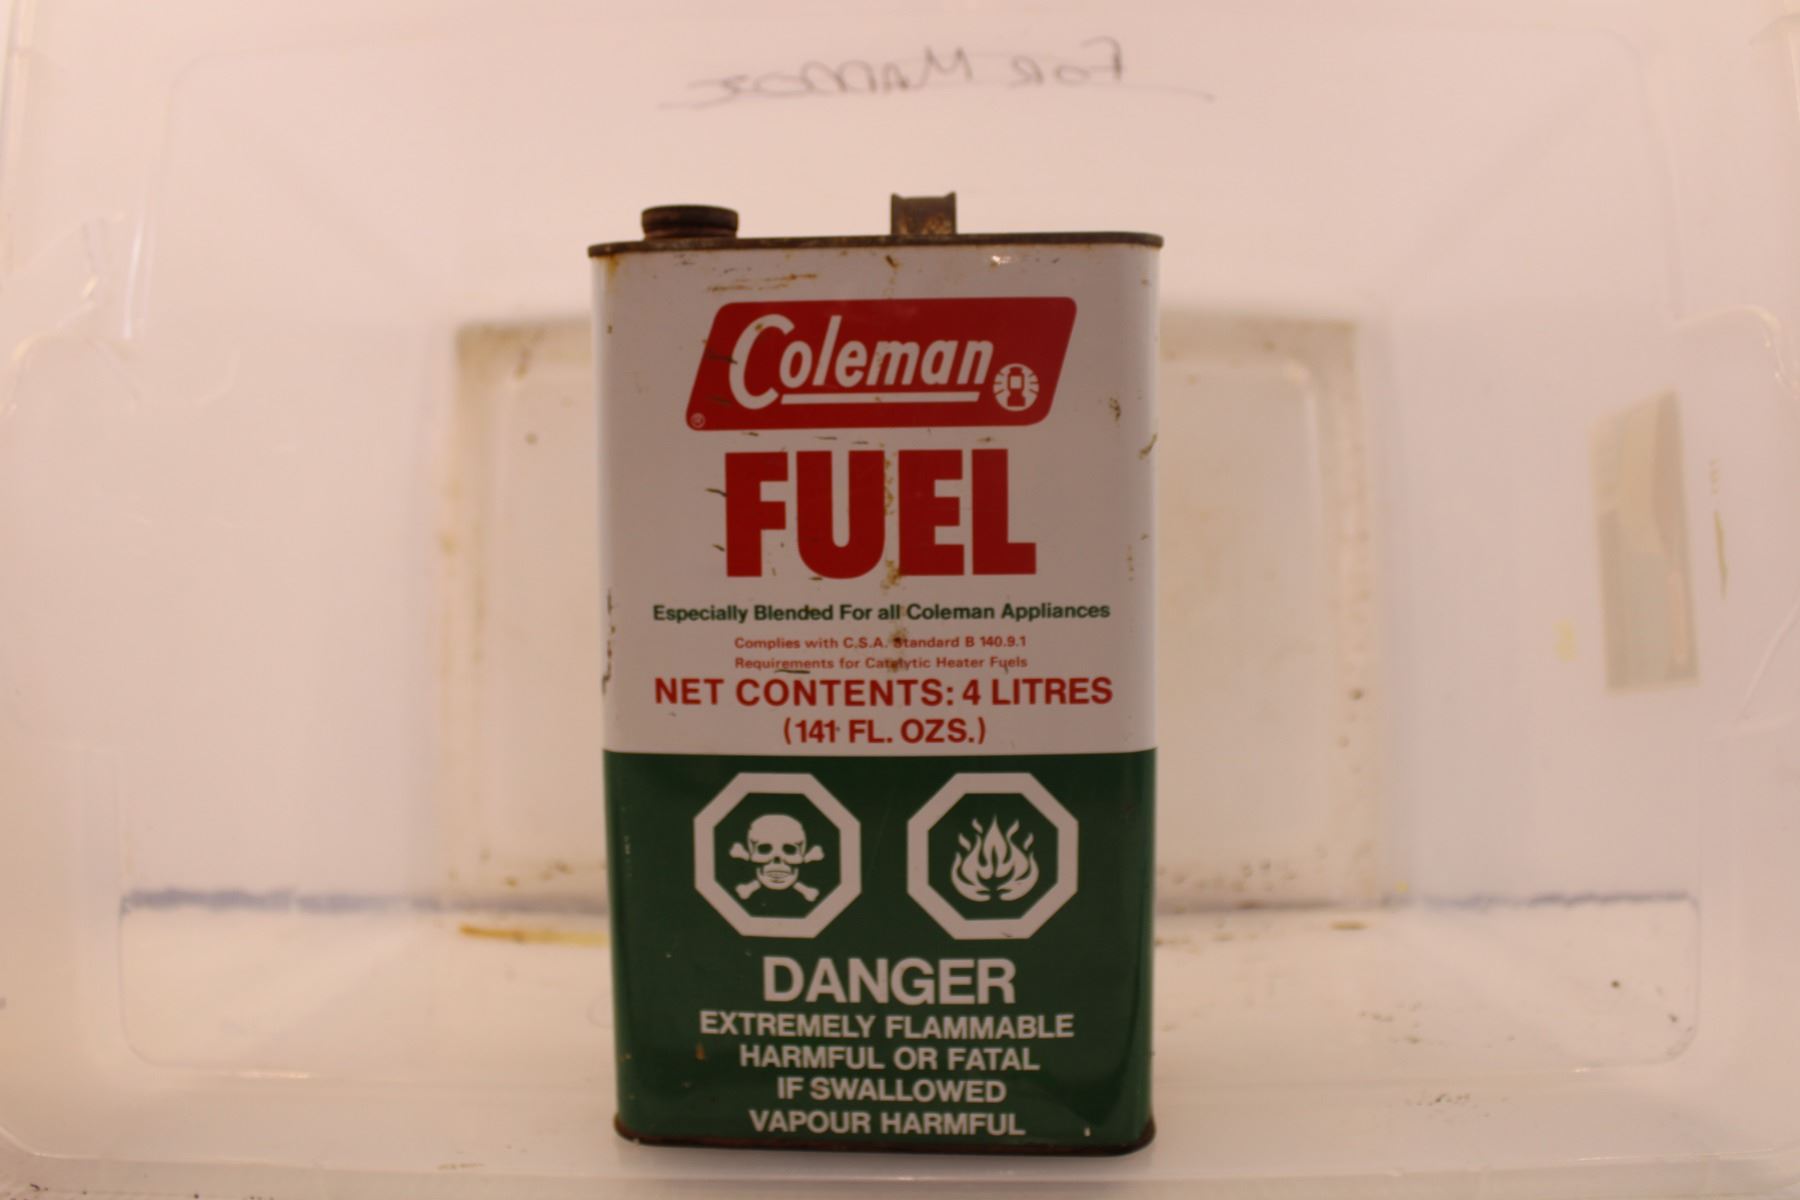 Coleman
®
FUEL
Especially Blended For all Coleman Appliances
Complies with C.S.A. Standard B 140.9.1
Requirements for Catalytic Heater Fuels
NET CONTENTS: 4 LITRES
(141 FL. OZS.)
DANGER
EXTREMELY FLAMMABLE
HARMFUL OR FATAL
IF SWALLOWED
VAPOUR HARMFUL